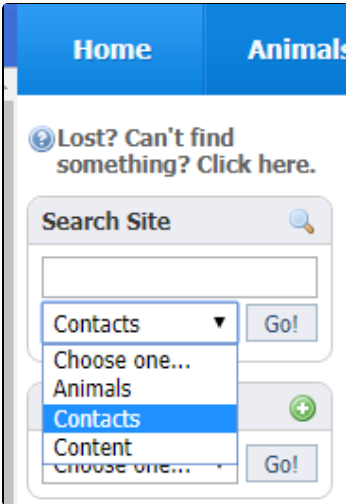 Home Animals
Lost? Can't find
something? Click here.
Search Site
Contacts Go!
Choose one...
Animals
Contacts
Content
Choose one... Go!